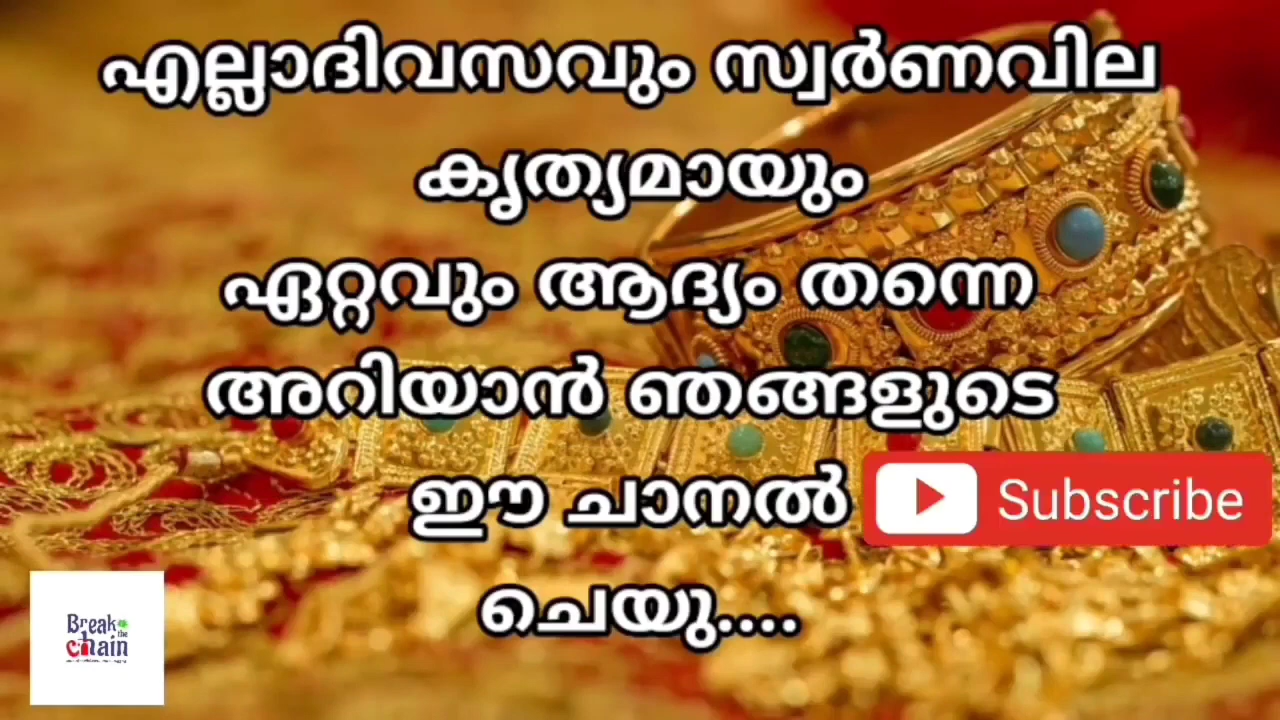 എല്ലാദിവസവും സ്വർണവില
കൃത്യമായും
ഏറ്റവും ആദ്യം തന്നെ
അറിയാൻ ഞങ്ങളുടെ
ഈ ചാനൽ Subscribe
ചെയു....
Break
the
chain